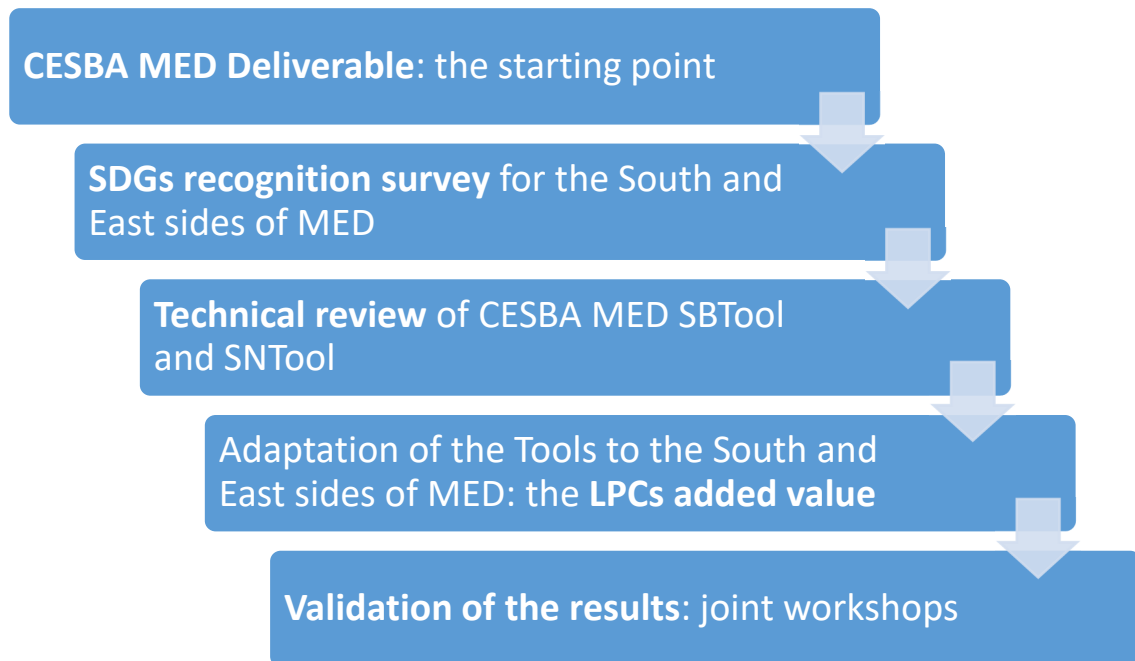 CESBA MED Deliverable: the starting point
SDGs recognition survey for the South and
East sides of MED
Technical review of CESBA MED SBTool
and SNTool
Adaptation of the Tools to the South and
East sides of MED: the LPCs added value
Validation of the results: joint workshops